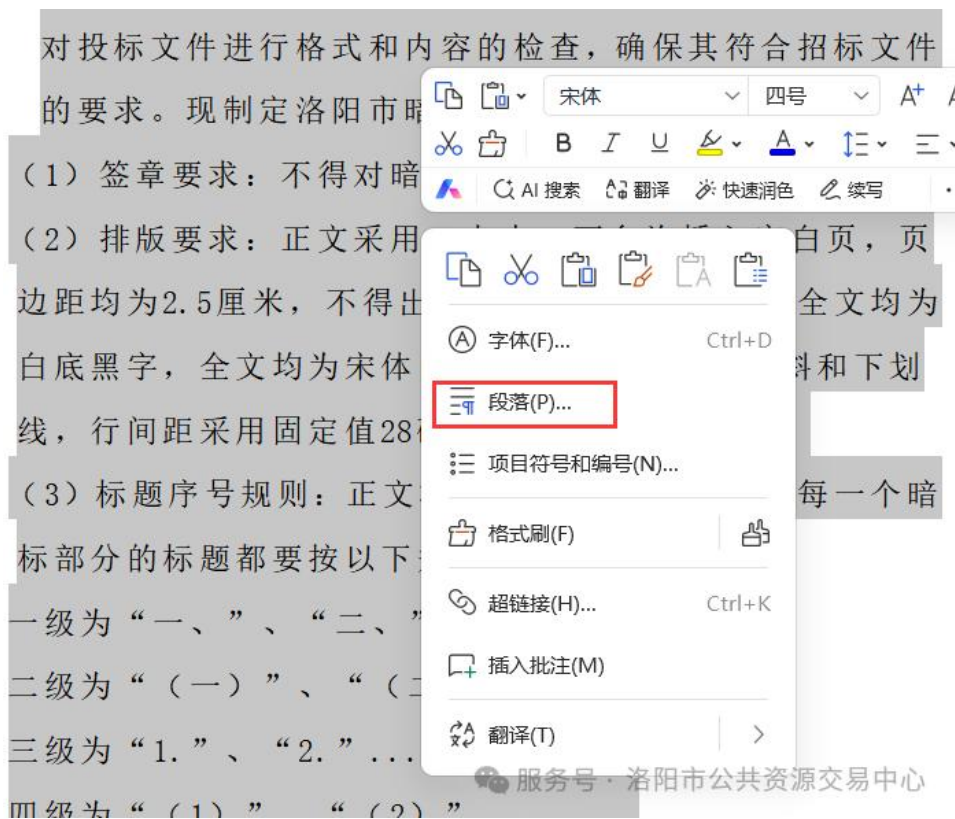 对投标文件进行格式和内容的检查，确保其符合招标文件
的要求。现制定洛阳市暗
宋体 四号 A+
B I U A
AI 搜索 翻译 快速润色 续写
（1）签章要求：不得对暗
（2）排版要求：正文采用 白页，页
边距均为2.5厘米，不得出 全文均为
字体(F)... Ctrl+D
白底黑字，全文均为宋体 和下划
段落(P)...
线，行间距采用固定值28
项目符号和编号(N)...
（3）标题序号规则：正文 每一个暗
格式刷(F)
标部分的标题都要按以下
超链接(H)... Ctrl+K
一级为“一、”、“二、”
插入批注(M)
二级为“（一）”、“（二
翻译(T)
三级为“1.”、“2.”...
服务号 · 洛阳市公共资源交易中心
四级为“（1）”、“（2）”